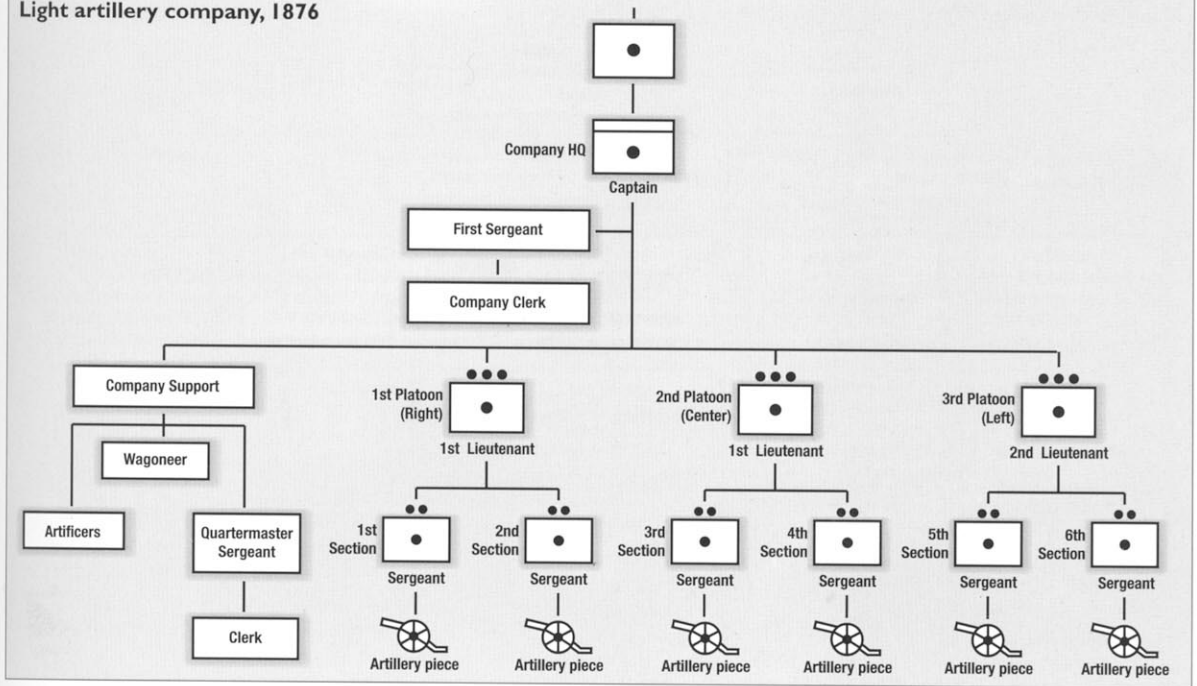 Light artillery company, 1876
Company HQ
Captain
First Sergeant
Company Clerk
Company Support
Wagoneer
Artificers
Quartermaster
Sergeant
Clerk
1st Platoon
(Right)
1st Lieutenant
2nd Platoon
(Center)
1st Lieutenant
3rd Platoon
(Left)
2nd Lieutenant
1st
Section
Sergeant
Artillery piece
2nd
Section
Sergeant
Artillery piece
3rd
Section
Sergeant
Artillery piece
4th
Section
Sergeant
Artillery piece
5th
Section
Sergeant
Artillery piece
6th
Section
Sergeant
Artillery piece